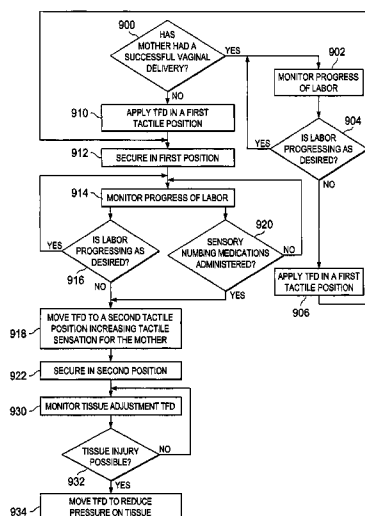 900
HAS
MOTHER HAD A
SUCCESSFUL VAGINAL
DELIVERY?
YES
NO
902
MONITOR PROGRESS
OF LABOR
904
IS LABOR
PROGRESSING AS
DESIRED?
YES
NO
910
APPLY TFD IN A FIRST
TACTILE POSITION
912
SECURE IN FIRST POSITION
914
MONITOR PROGRESS OF LABOR
YES
IS LABOR
PROGRESSING AS
DESIRED?
916
NO
920
SENSORY
NUMBING MEDICATIONS
ADMINISTERED?
NO
YES
APPLY TFD IN A FIRST
TACTILE POSITION
906
918
MOVE TFD TO A SECOND TACTILE
POSITION INCREASING TACTILE
SENSATION FOR THE MOTHER
922
SECURE IN SECOND POSITION
930
MONITOR TISSUE ADJUSTMENT TFD
TISSUE INJURY
POSSIBLE?
NO
932
YES
934
MOVE TFD TO REDUCE
PRESSURE ON TISSUE